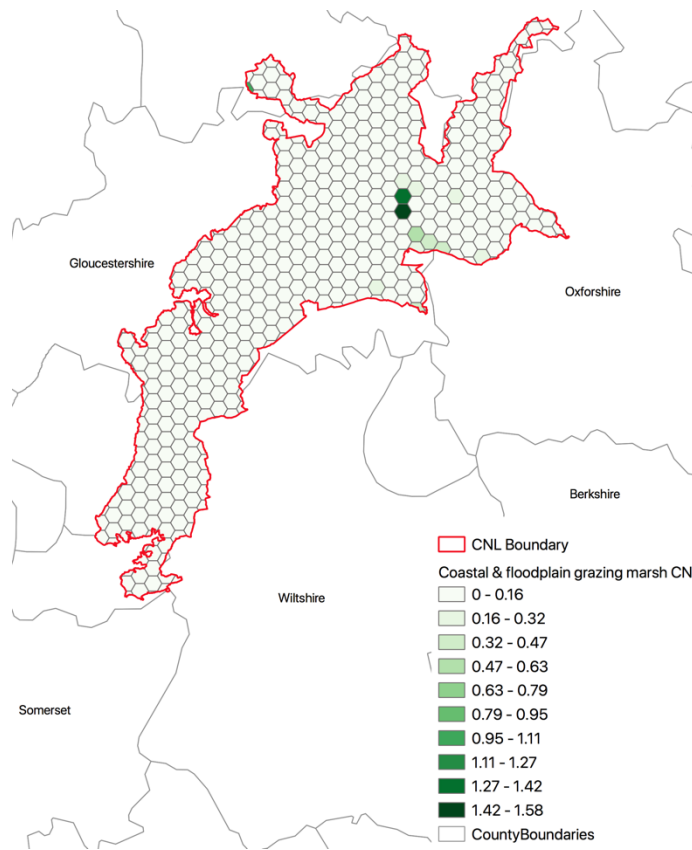 Gloucestershire
Oxforshire
Berkshire
CNL Boundary
Coastal & floodplain grazing marsh CN
0 - 0.16
0.16 - 0.32
0.32 - 0.47
0.47 - 0.63
0.63 - 0.79
0.79 - 0.95
0.95 - 1.11
1.11 - 1.27
1.27 - 1.42
1.42 - 1.58
CountyBoundaries
Wiltshire
Somerset